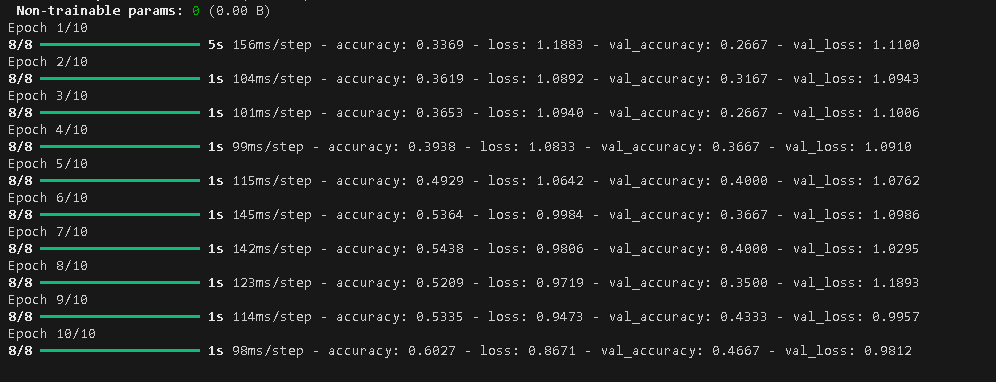 Non-trainable params: 0 (0.00 B)
Epoch 1/10
8/8 5s 156ms/step - accuracy: 0.3369 - loss: 1.1883 - val_accuracy: 0.2667 - val_loss: 1.1100
Epoch 2/10
8/8 1s 104ms/step - accuracy: 0.3619 - loss: 1.0892 - val_accuracy: 0.3167 - val_loss: 1.0943
Epoch 3/10
8/8 1s 101ms/step - accuracy: 0.3653 - loss: 1.0940 - val_accuracy: 0.2667 - val_loss: 1.1006
Epoch 4/10
8/8 1s 99ms/step - accuracy: 0.3938 - loss: 1.0833 - val_accuracy: 0.3667 - val_loss: 1.0910
Epoch 5/10
8/8 1s 115ms/step - accuracy: 0.4929 - loss: 1.0642 - val_accuracy: 0.4000 - val_loss: 1.0762
Epoch 6/10
8/8 1s 145ms/step - accuracy: 0.5364 - loss: 0.9984 - val_accuracy: 0.3667 - val_loss: 1.0986
Epoch 7/10
8/8 1s 142ms/step - accuracy: 0.5438 - loss: 0.9806 - val_accuracy: 0.4000 - val_loss: 1.0295
Epoch 8/10
8/8 1s 123ms/step - accuracy: 0.5209 - loss: 0.9719 - val_accuracy: 0.3500 - val_loss: 1.1893
Epoch 9/10
8/8 1s 114ms/step - accuracy: 0.5335 - loss: 0.9473 - val_accuracy: 0.4333 - val_loss: 0.9957
Epoch 10/10
8/8 1s 98ms/step - accuracy: 0.6027 - loss: 0.8671 - val_accuracy: 0.4667 - val_loss: 0.9812